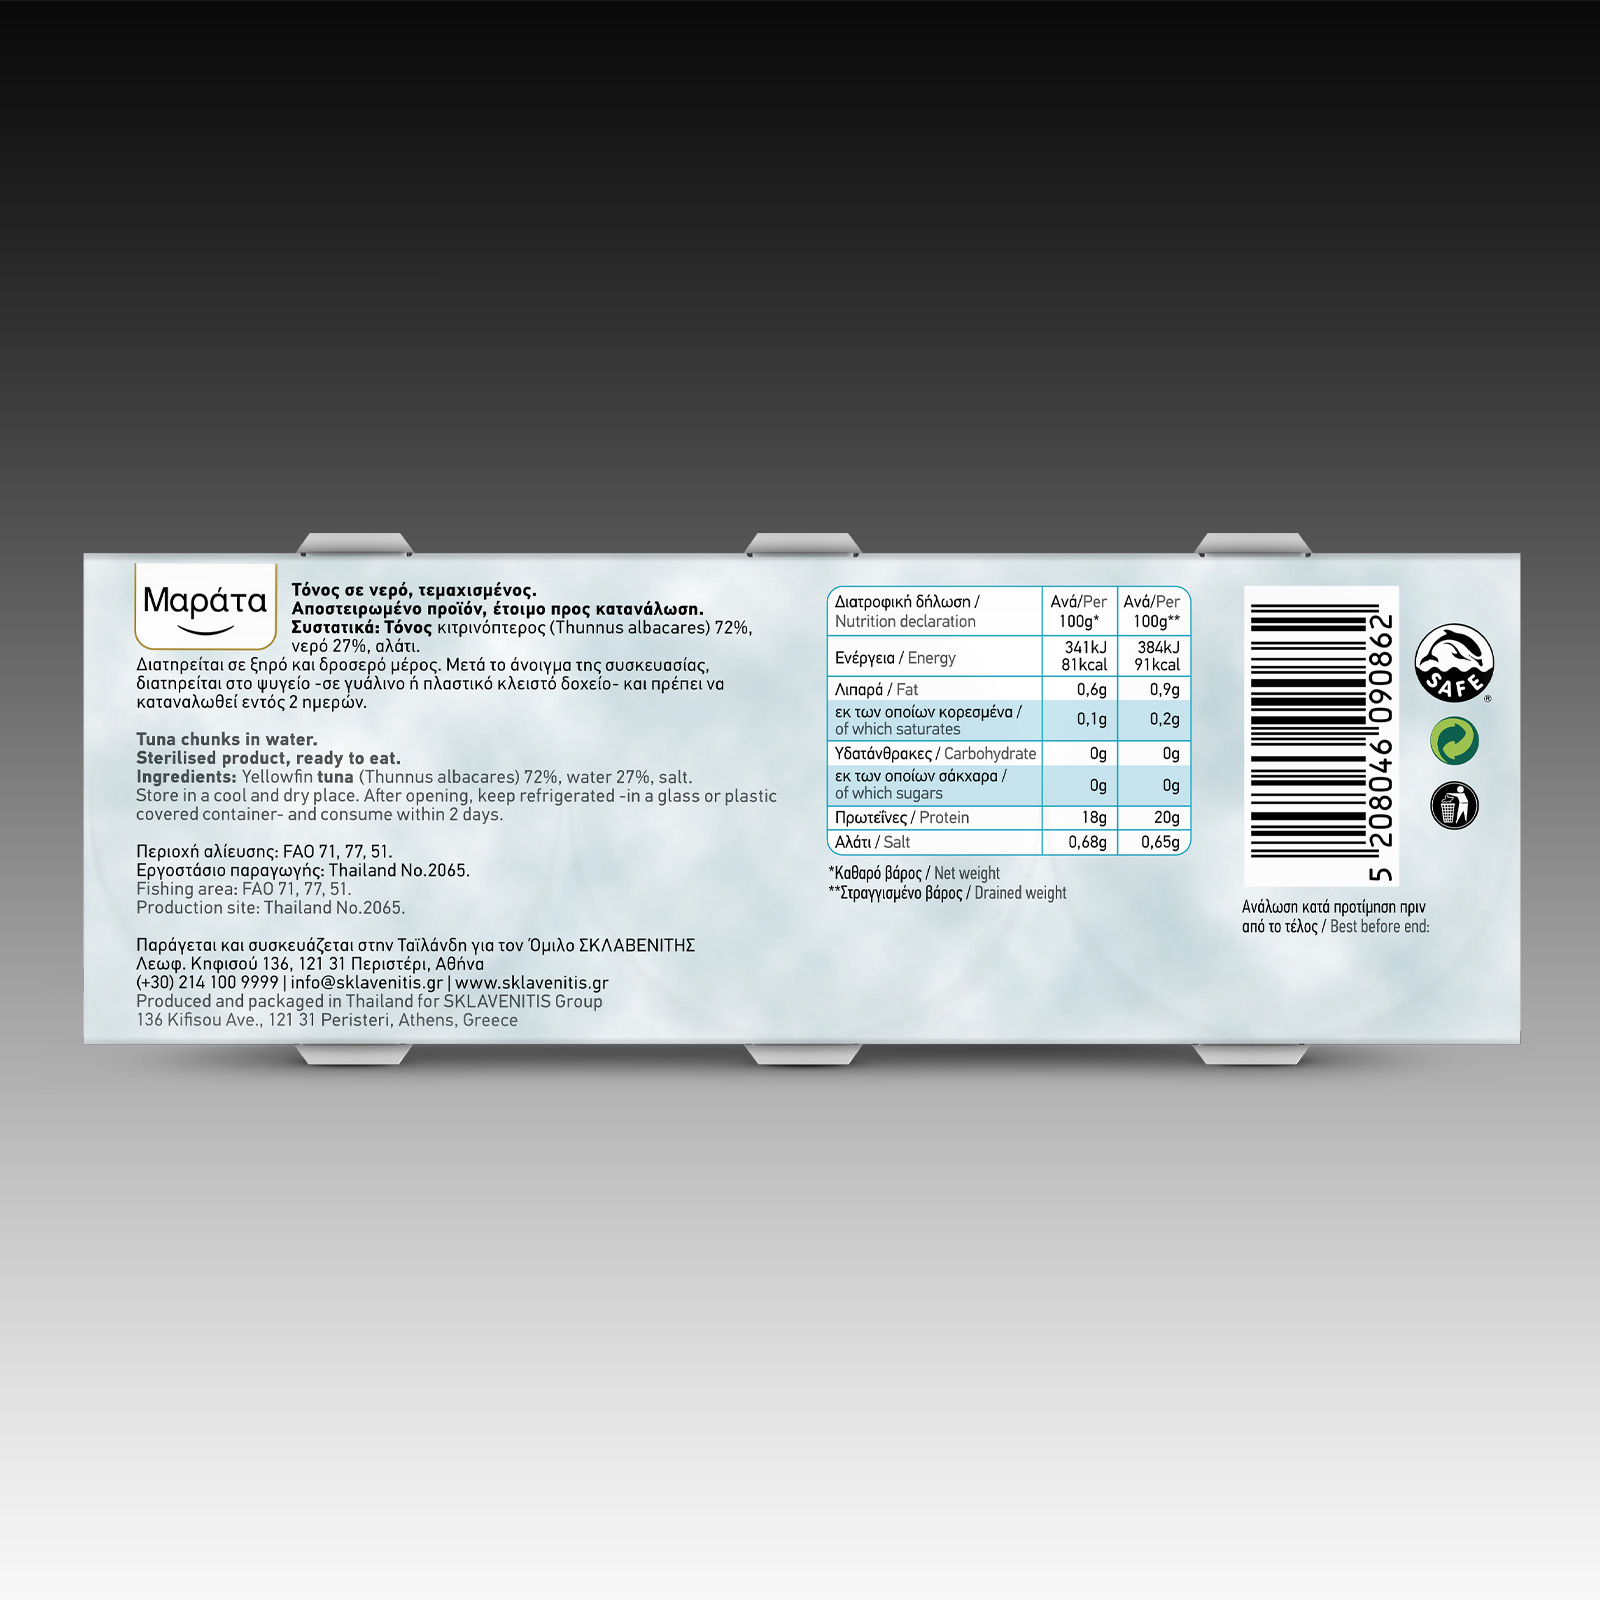 Μαράτα
Τόνος σε νερό, τεμαχισμένος.
Αποστειρωμένο προϊόν, έτοιμο προς κατανάλωση.
Συστατικά: Τόνος κιτρινόπτερος (Thunnus albacares) 72%,
νερό 27%, αλάτι.
Διατηρείται σε ξηρό και δροσερό μέρος. Μετά το άνοιγμα της συσκευασίας,
διατηρείται στο ψυγείο -σε γυάλινο ή πλαστικό κλειστό δοχείο- και πρέπει να
καταναλωθεί εντός 2 ημερών.
Tuna chunks in water.
Sterilised product, ready to eat.
Ingredients: Yellowfin tuna (Thunnus albacares) 72%, water 27%, salt.
Store in a cool and dry place. After opening, keep refrigerated -in a glass or plastic
covered container- and consume within 2 days.
Περιοχή αλίευσης: FAO 71, 77, 51.
Εργοστάσιο παραγωγής: Thailand No.2065.
Fishing area: FAO 71, 77, 51.
Production site: Thailand No.2065.
Παράγεται και συσκευάζεται στην Ταϊλάνδη για τον Όμιλο ΣΚΛΑΒΕΝΙΤΗΣ
Λεωφ. Κηφισού 136, 121 31 Περιστέρι, Αθήνα
(+30) 214 100 9999 | info@sklavenitis.gr | www.sklavenitis.gr
Produced and packaged in Thailand for SKLAVENITIS Group
136 Kifisou Ave., 121 31 Peristeri, Athens, Greece
Διατροφική δήλωση / Ανά/Per Ανά/Per
Nutrition declaration 100g* 100g**
Ενέργεια / Energy 341kJ 384kJ
81kcal 91kcal
Λιπαρά / Fat 0,6g 0,9g
εκ των οποίων κορεσμένα /
of which saturates 0,1g 0,2g
Υδατάνθρακες / Carbohydrate 0g 0g
εκ των οποίων σάκχαρα /
of which sugars 0g 0g
Πρωτεΐνες / Protein 18g 20g
Αλάτι / Salt 0,68g 0,65g
*Καθαρό βάρος / Net weight
**Στραγγισμένο βάρος / Drained weight
5 208046 090862
Ανάλωση κατά προτίμηση πριν
από το τέλος / Best before end:
SAFE
®